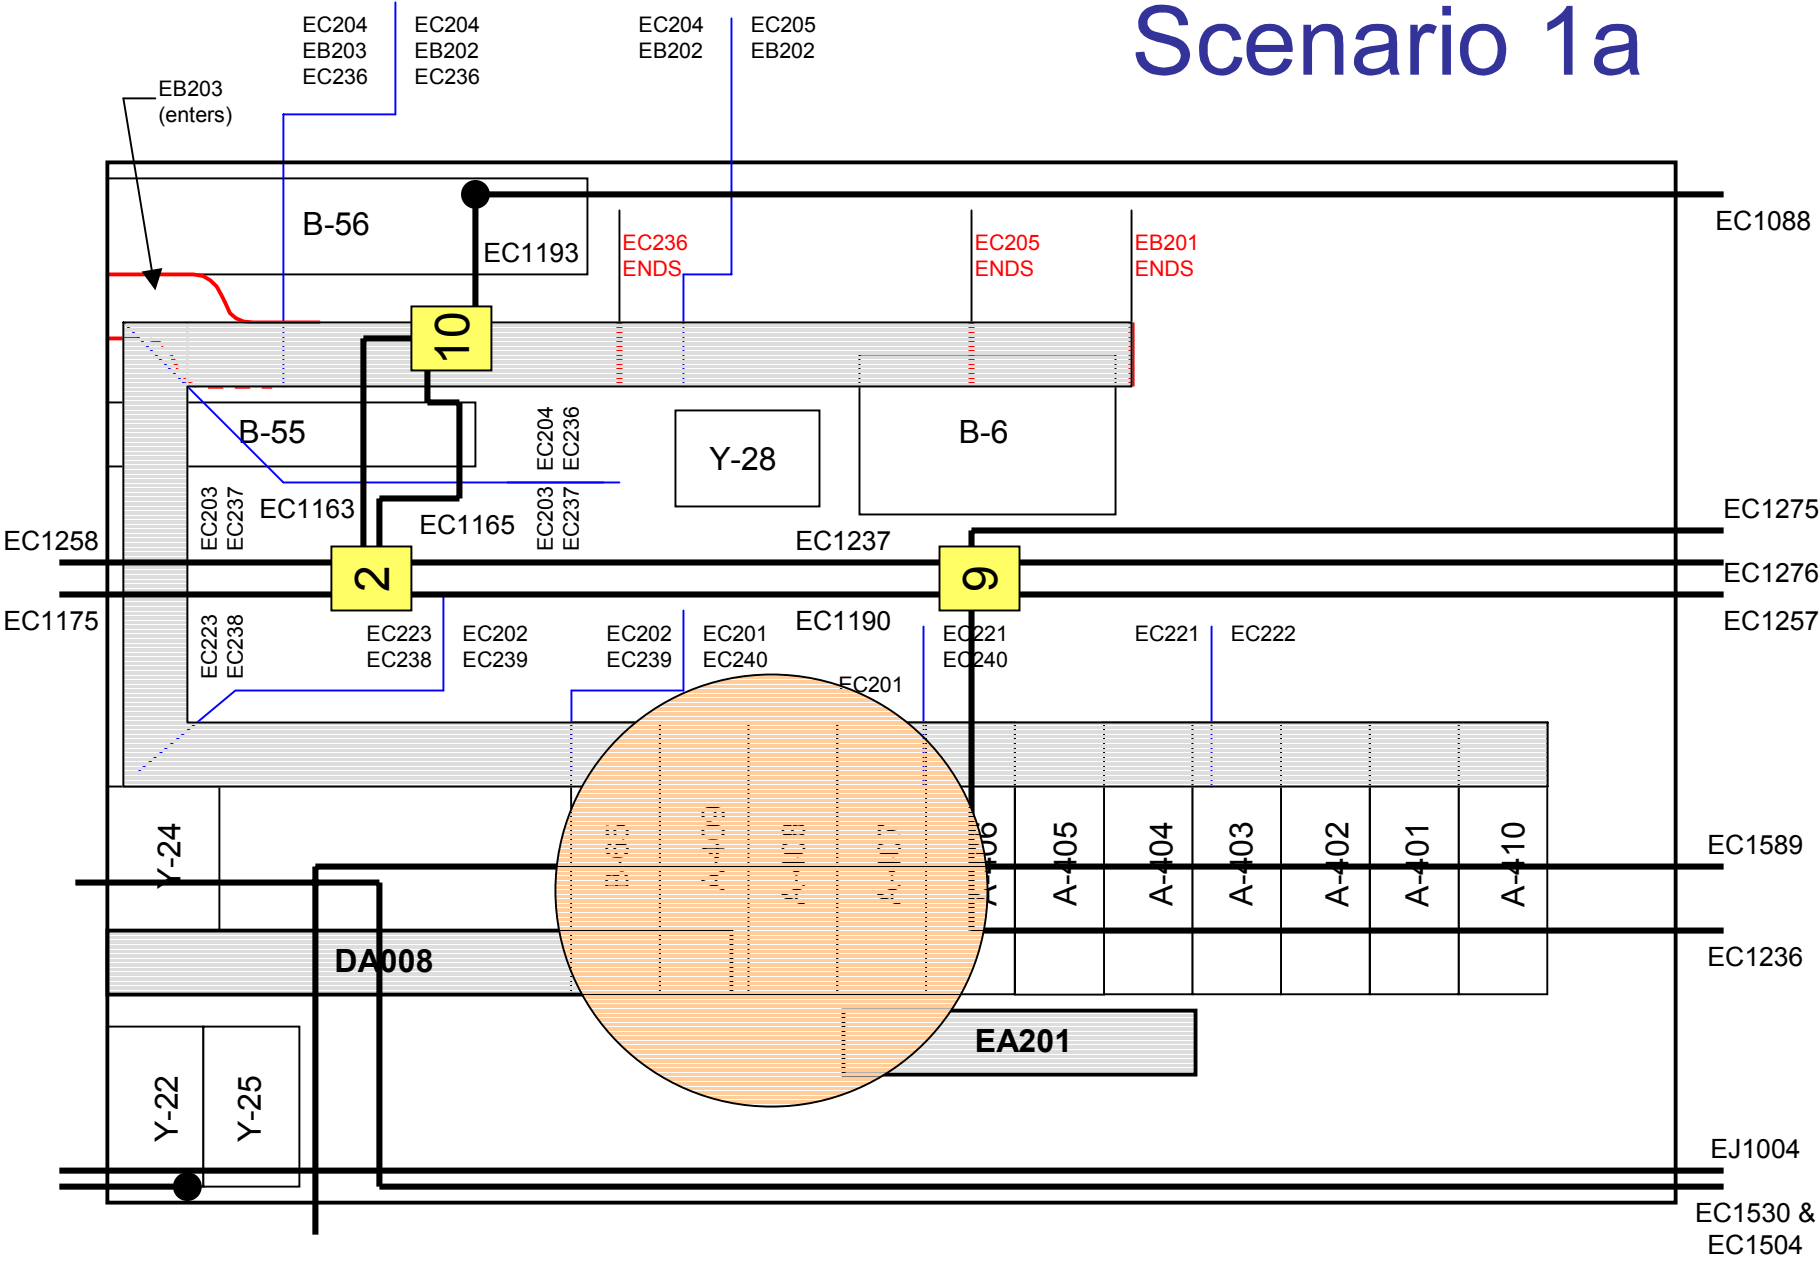 Scenario 1a
EC204
EB203
EC236
EC204
EB202
EC236
EC204
EB202
EC205
EB202
EB203
(enters)
B-56
EC1193
EC236
ENDS
EC205
ENDS
EB201
ENDS
EC1088
10
B-55
EC204
EC236
Y-28
B-6
EC203
EC237
EC1163
EC1165
EC203
EC237
EC1258
EC1237
EC1275
2
9
EC1276
EC1175
EC1190
EC1257
EC223
EC238
EC223
EC238
EC202
EC239
EC202
EC239
EC201
EC240
EC201
EC221
EC240
EC221
EC222
Y-24
A-405
A-404
A-403
A-402
A-401
A-410
EC1589
DA008
EC1236
EA201
Y-22
Y-25
EJ1004
EC1530 &
EC1504